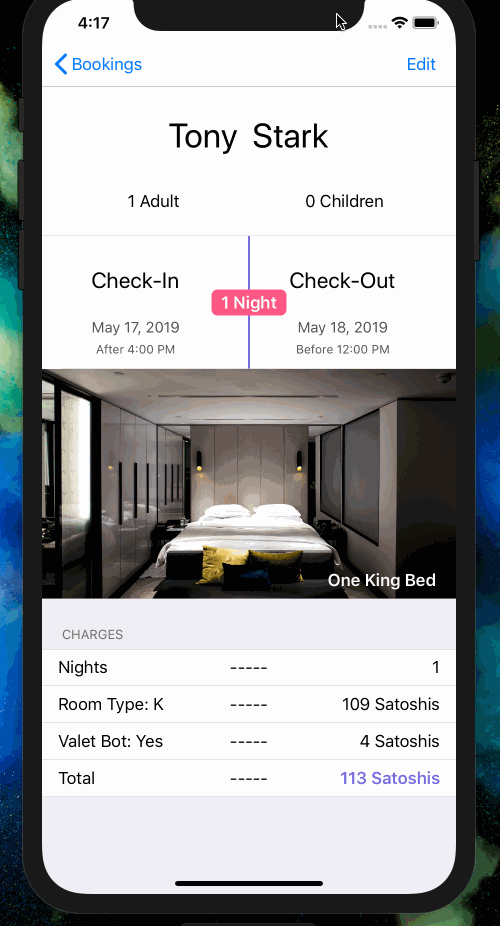 4:17
Bookings Edit
Tony Stark
1 Adult 0 Children
Check-In Check-Out
1 Night
May 17, 2019 May 18, 2019
After 4:00 PM Before 12:00 PM
One King Bed
CHARGES
Nights ----- 1
Room Type: K ----- 109 Satoshis
Valet Bot: Yes ----- 4 Satoshis
Total ----- 113 Satoshis